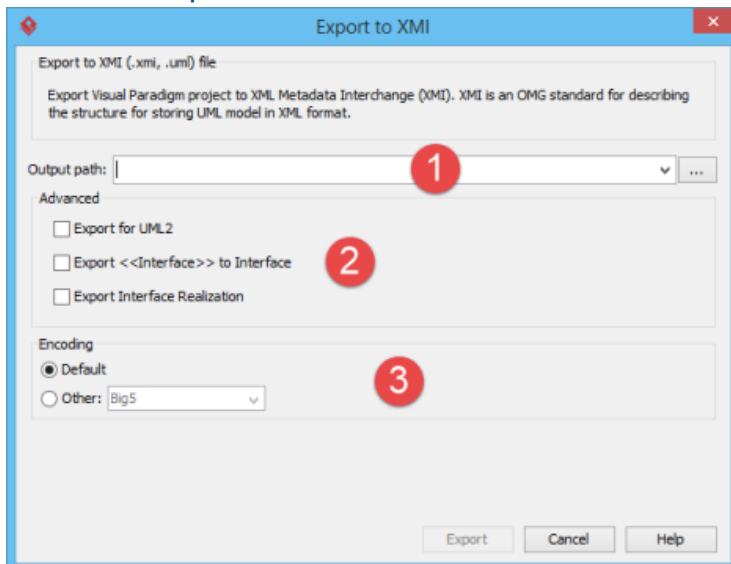 Export to XMI
Export to XMI (.xmi, .uml) file
Export Visual Paradigm project to XML Metadata Interchange (XMI). XMI is an OMG standard for describing
the structure for storing UML model in XML format.
Output path: 1 ...
Advanced
Export for UML2
Export <<Interface>> to Interface 2
Export Interface Realization
Encoding
Default
3
Other: Big5
Export Cancel Help